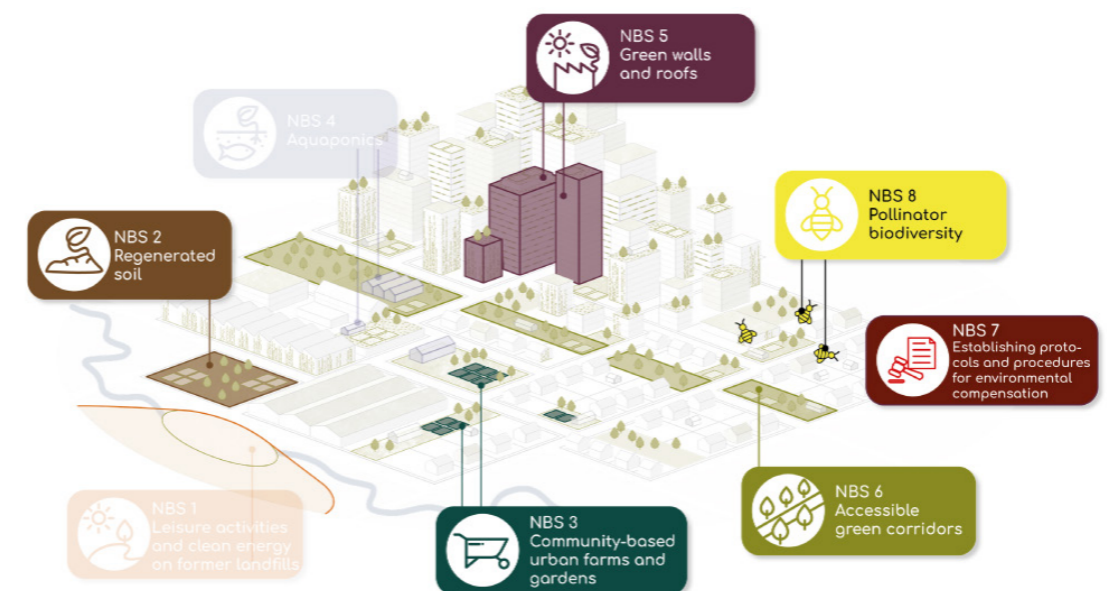 NBS 5
Green walls
and roofs
NBS 4
Aquaponics
NBS 8
Pollinator
biodiversity
NBS 2
Regenerated
soil
NBS 7
Establishing proto-
cols and procedures
for environmental
compensation
NBS 6
Accessible
green corridors
NBS 1
Leisure activities
and clean energy
on former landfills
NBS 3
Community-based
urban farms and
gardens